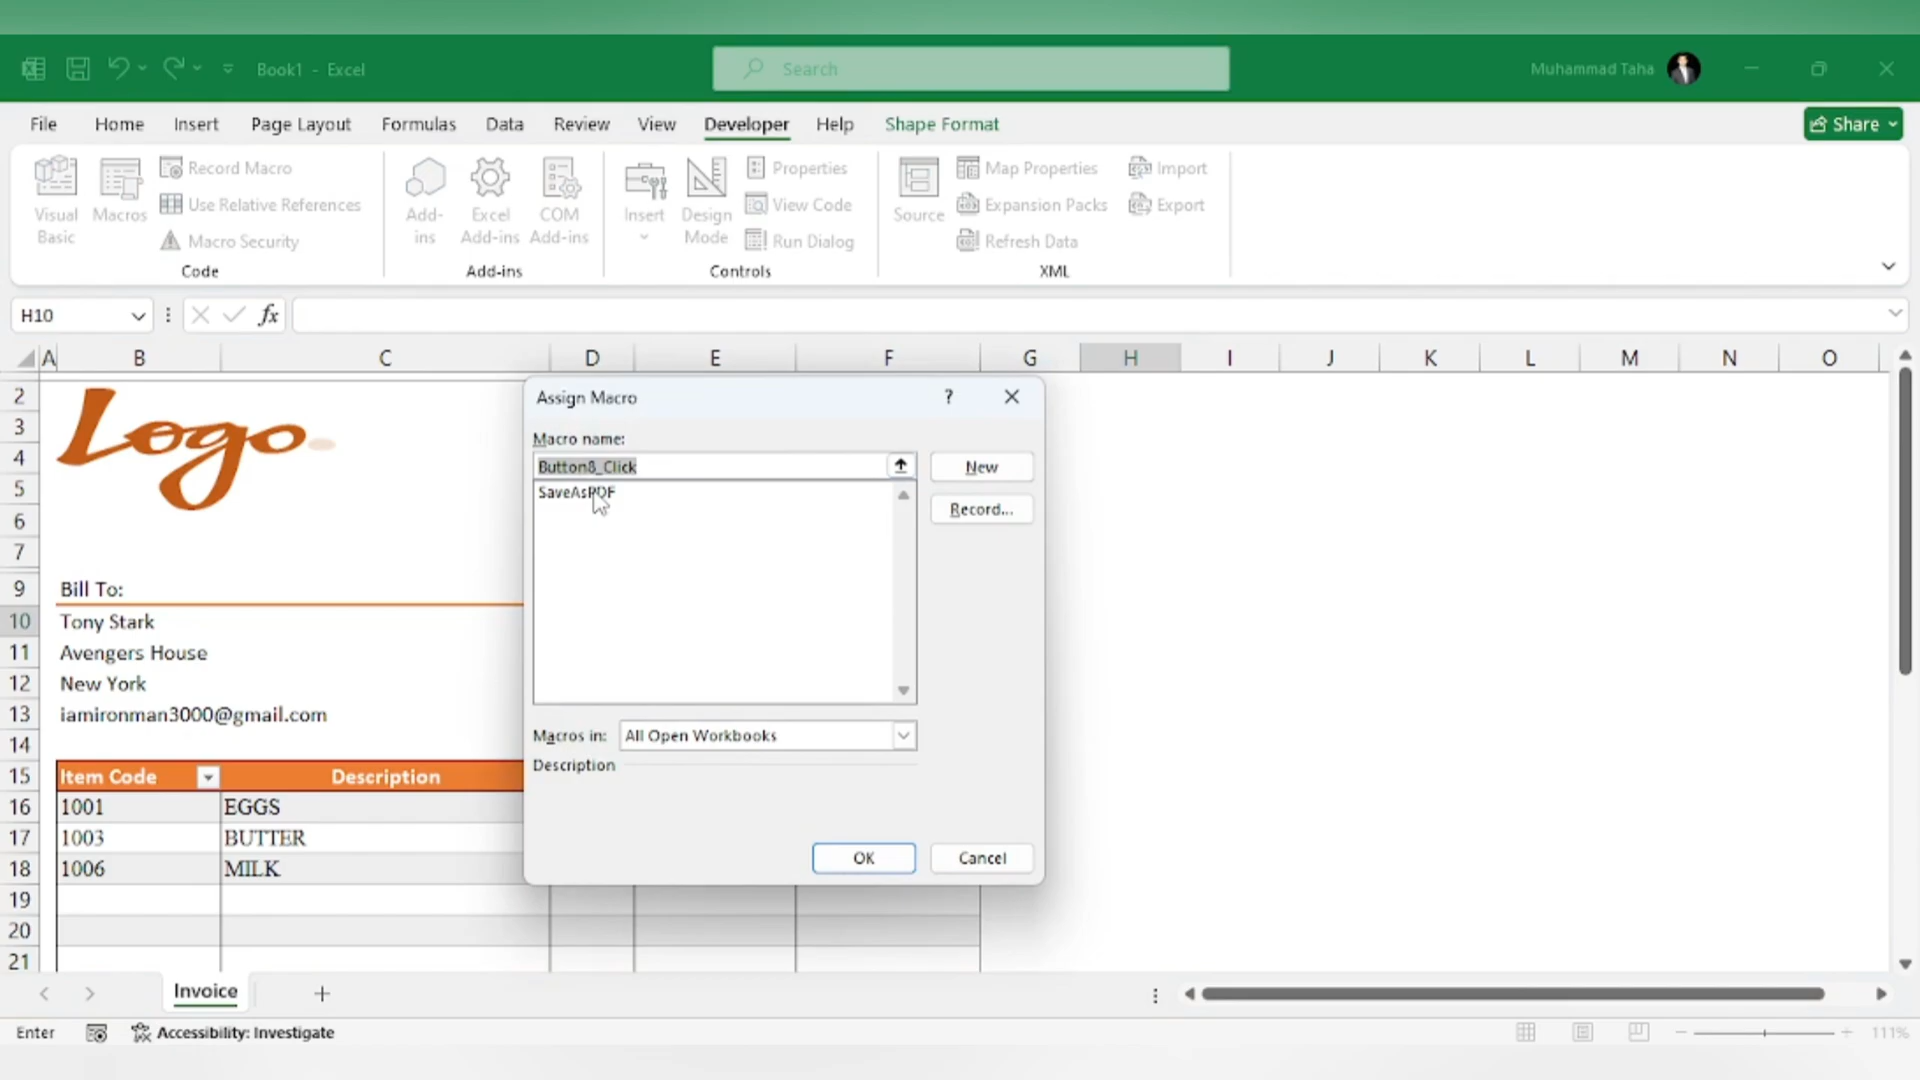 Book1 - Excel
Search
Muhammad Taha
File Home Insert Page Layout Formulas Data Review View Developer Help Shape Format
Share
Visual Basic
Macros
Record Macro
Use Relative References
Macro Security
Code
Add-ins
Excel Add-ins
COM Add-ins
Add-ins
Insert
Design Mode
Properties
View Code
Run Dialog
Controls
Source
Map Properties
Expansion Packs
Refresh Data
Import
Export
XML
H10
fx
A B C D E F G H I J K L M N O
2
3
4
5
6
7
Logo
9 Bill To:
10 Tony Stark
11 Avengers House
12 New York
13 iamironman3000@gmail.com
14
15 Item Code Description
16 1001 EGGS
17 1003 BUTTER
18 1006 MILK
19
20
21
Assign Macro
?
Macro name:
Button8_Click
New
SaveAsPDF
Record...
Macros in: All Open Workbooks
Description
OK Cancel
Invoice
Enter
Accessibility: Investigate
111%